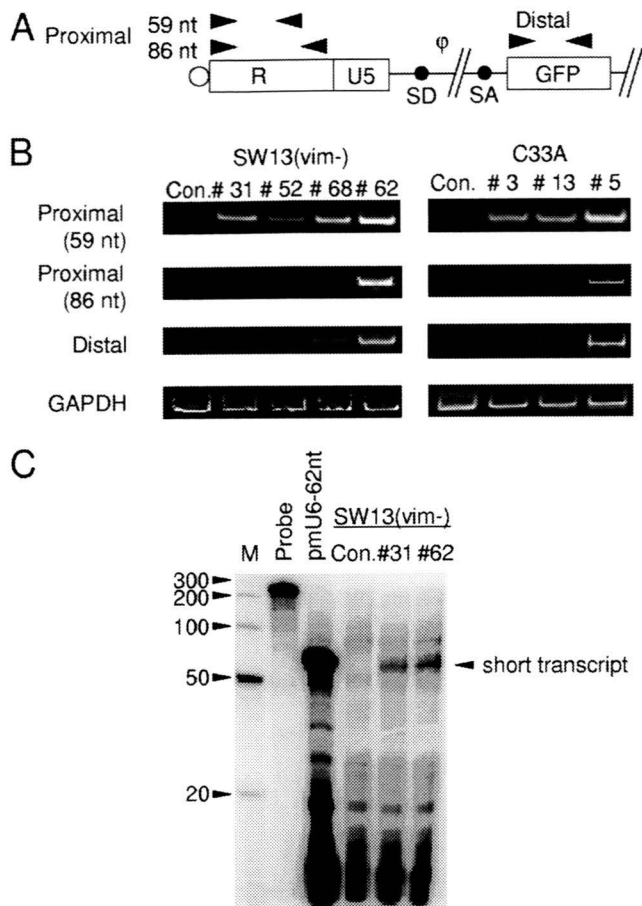 A
Proximal
59 nt
86 nt
Distal
φ
R
U5
SD
SA
GFP
B
SW13(vim-)
C33A
Con. # 31 # 52 # 68 # 62
Con. # 3 # 13 # 5
Proximal
(59 nt)
Proximal
(86 nt)
Distal
GAPDH
C
M
Probe
pmU6-62nt
SW13(vim-)
Con. #31 #62
300
200
100
50
20
short transcript